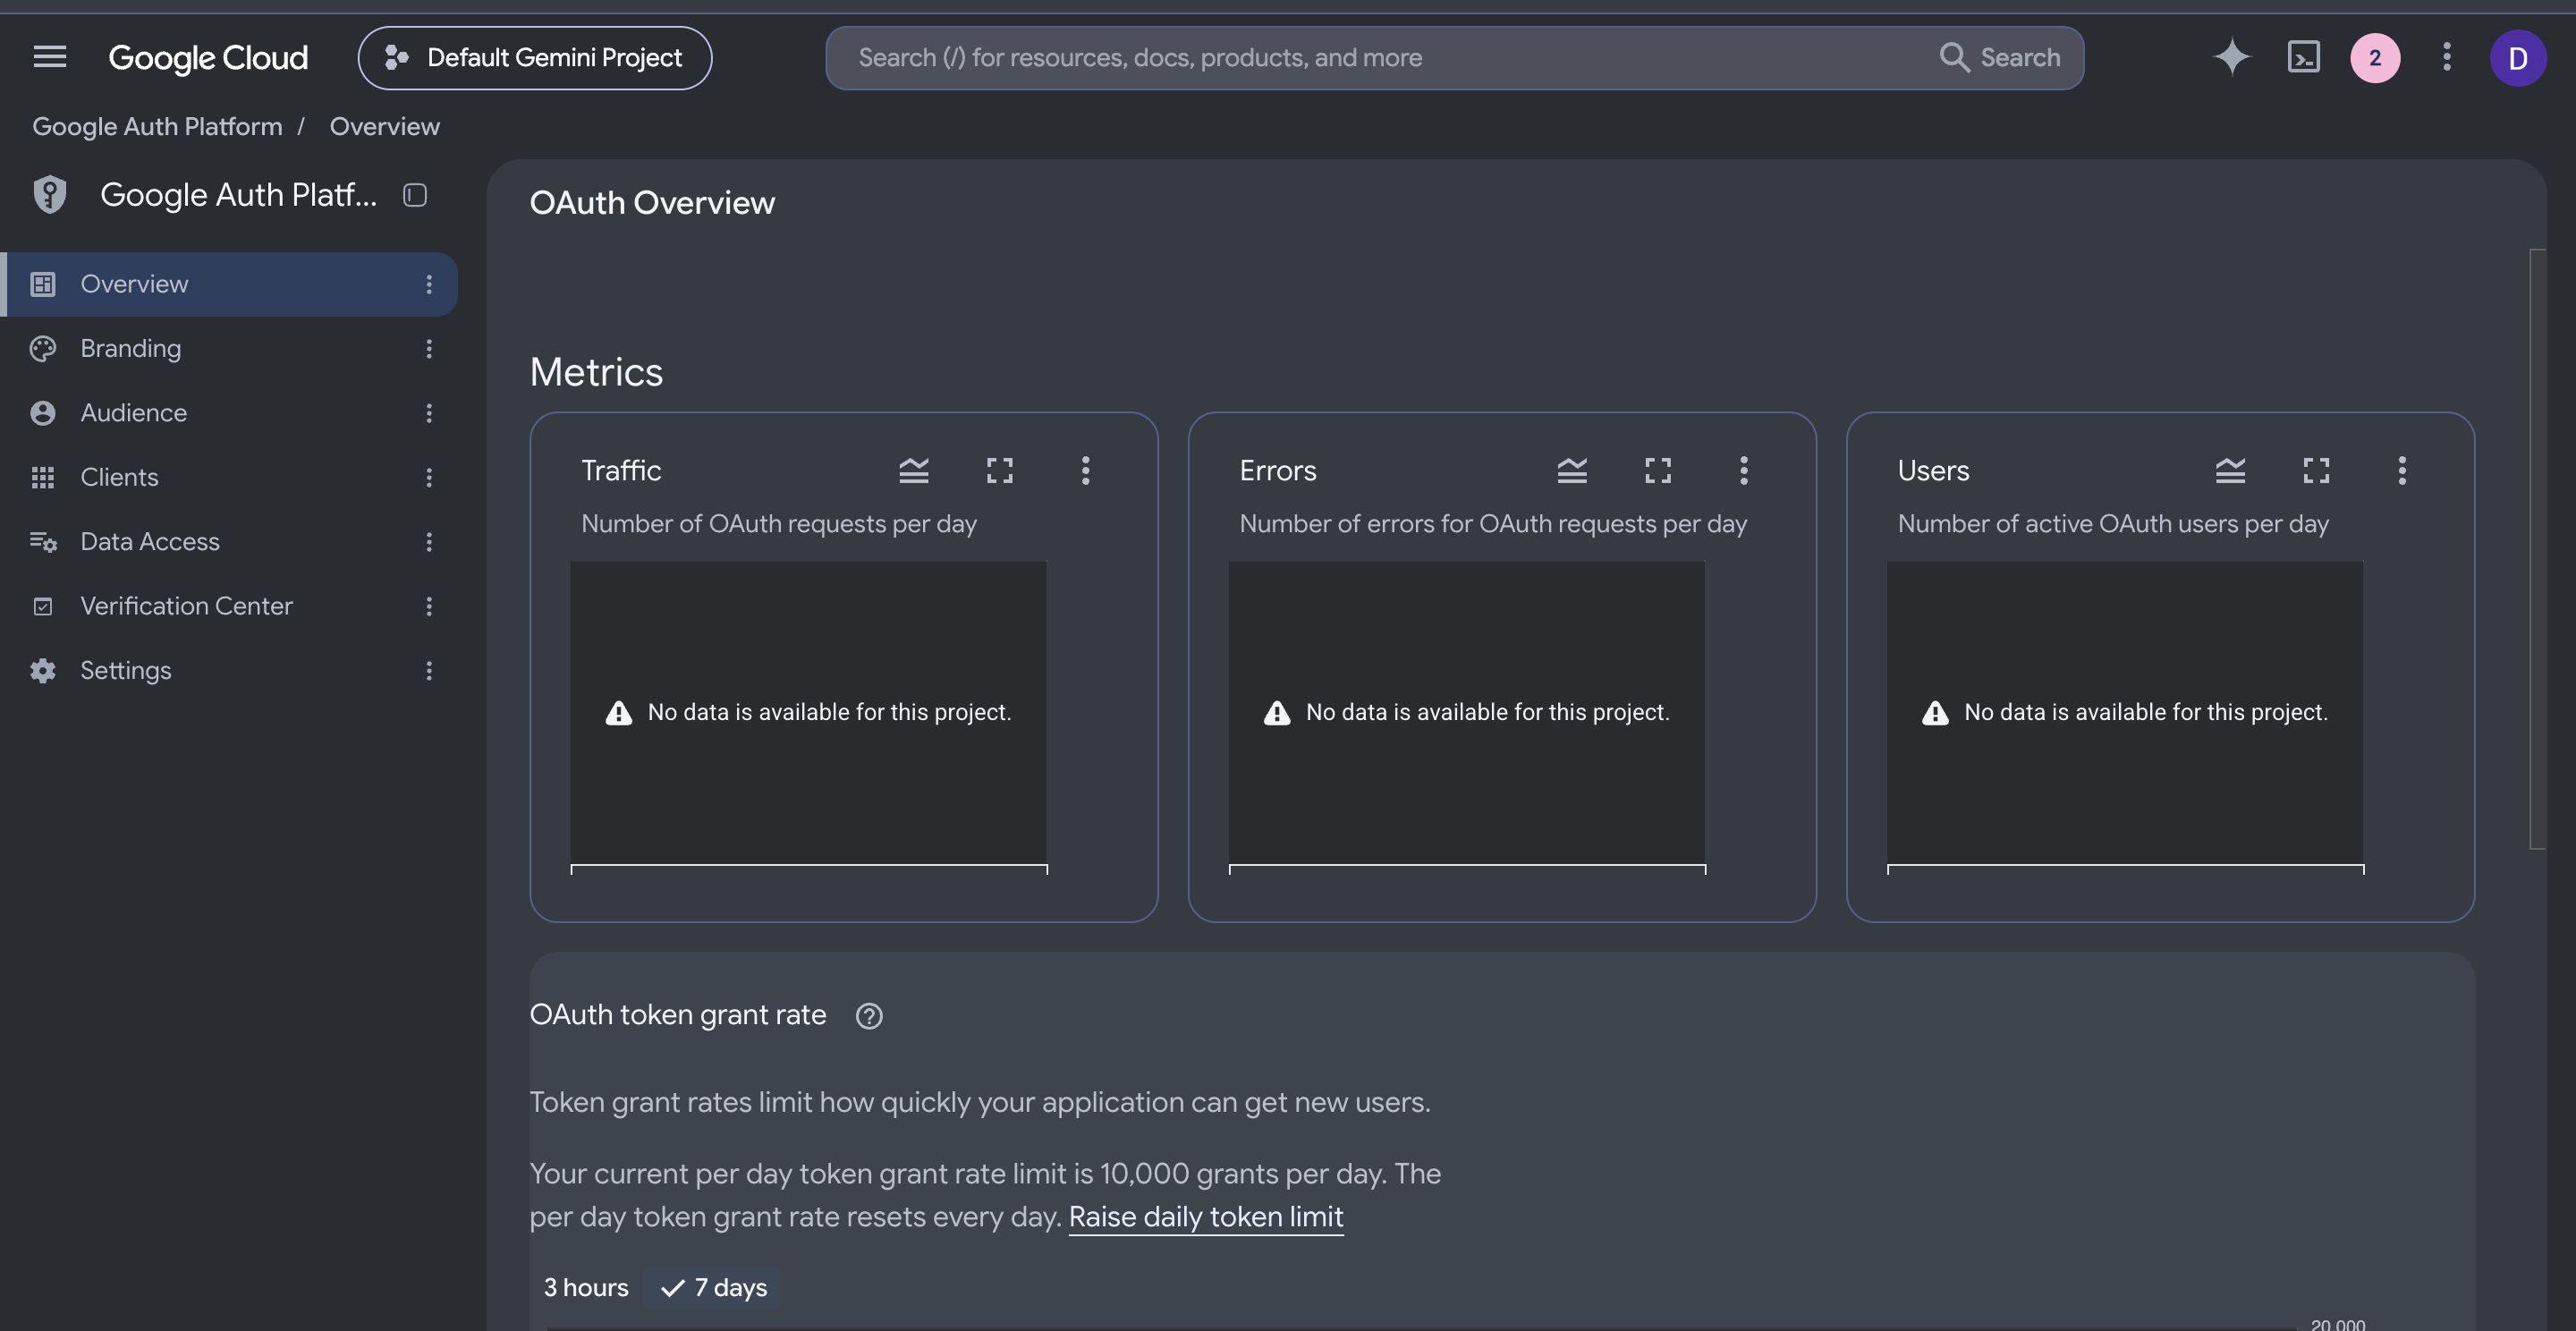 Google Cloud
Default Gemini Project
Search (/) for resources, docs, products, and more
Search
2
D
Google Auth Platform / Overview
Google Auth Platf...
Overview
Branding
Audience
Clients
Data Access
Verification Center
Settings
OAuth Overview
Metrics
Traffic
Number of OAuth requests per day
No data is available for this project.
Errors
Number of errors for OAuth requests per day
No data is available for this project.
Users
Number of active OAuth users per day
No data is available for this project.
OAuth token grant rate
Token grant rates limit how quickly your application can get new users.
Your current per day token grant rate limit is 10,000 grants per day. The
per day token grant rate resets every day. Raise daily token limit
3 hours
7 days
20,000